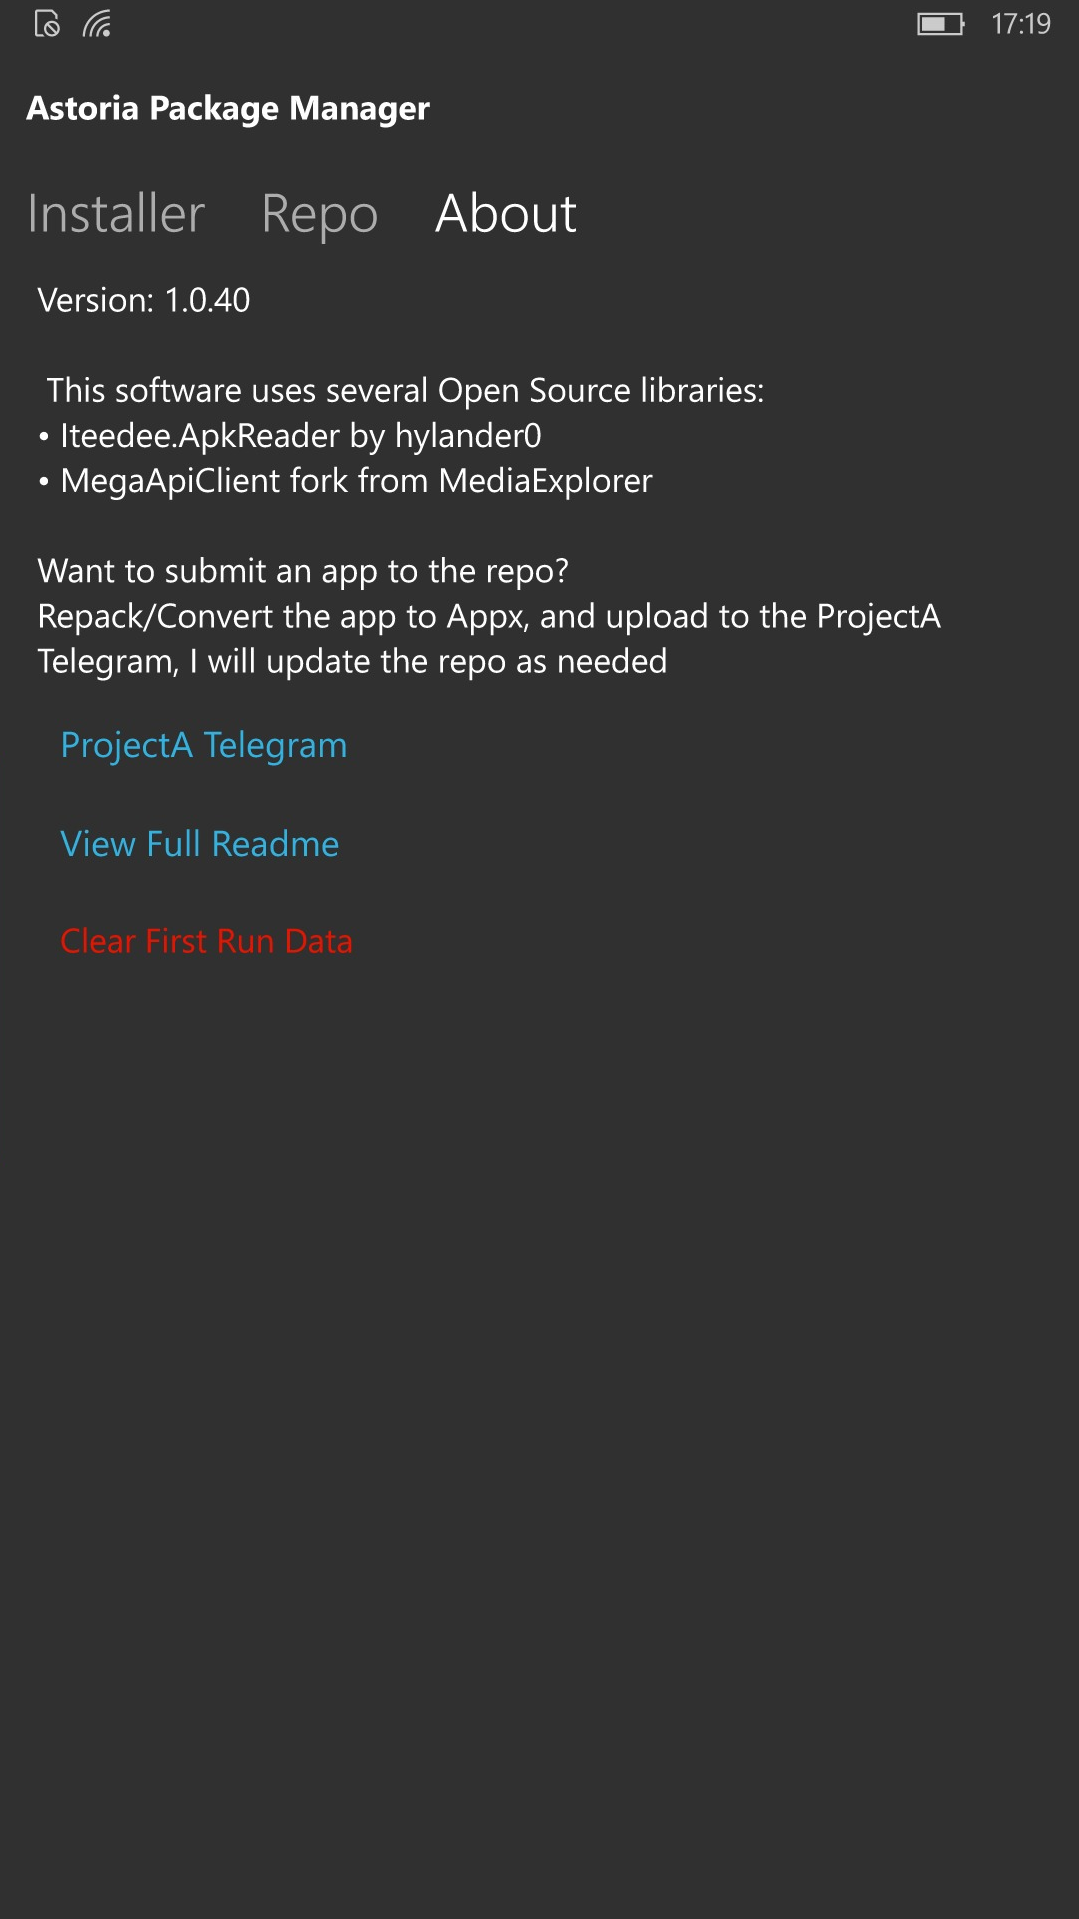 17:19
Astoria Package Manager
Installer Repo About
Version: 1.0.40
This software uses several Open Source libraries:
• Iteedee.ApkReader by hylander0
• MegaApiClient fork from MediaExplorer
Want to submit an app to the repo?
Repack/Convert the app to Appx, and upload to the ProjectA
Telegram, I will update the repo as needed
ProjectA Telegram
View Full Readme
Clear First Run Data